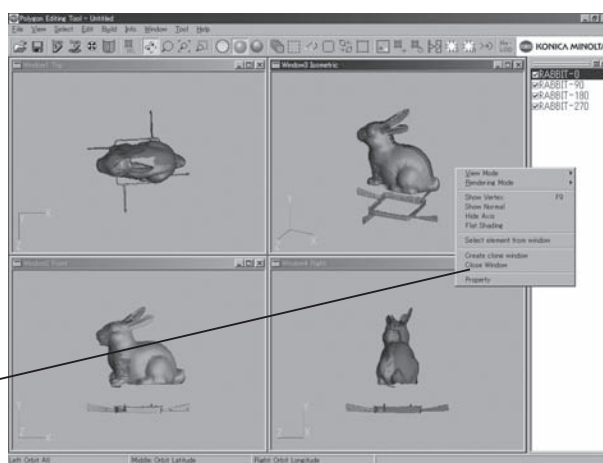 Polygon Editing Tool - Untitled
File View Select Edit Build Info Window Tool Help
KONICA MINOLTA
Window1 Top
Window3 Isometric
RABBIT-0
RABBIT-90
RABBIT-180
RABBIT-270
View Mode
Rendering Mode
Show Vertex F9
Show Normal
Hide Axis
Flat Shading
Select element from window
Create clone window
Close Window
Property
Window2 Front
Window4 Right
Left: Orbit All Middle: Orbit Latitude Right: Orbit Longitude